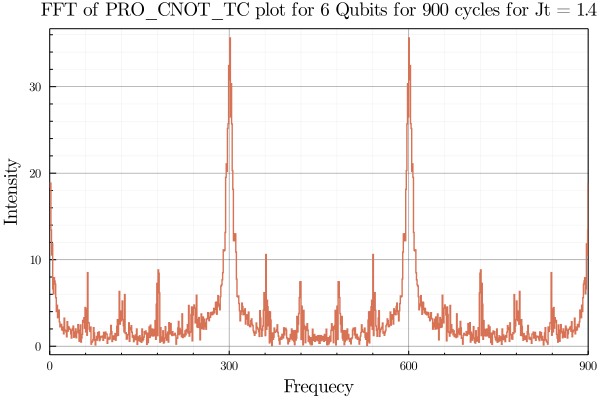 FFT of PRO_CNOT_TC plot for 6 Qubits for 900 cycles for Jt = 1.4
30
20
10
0
Intensity
0 300 600 900
Frequecy